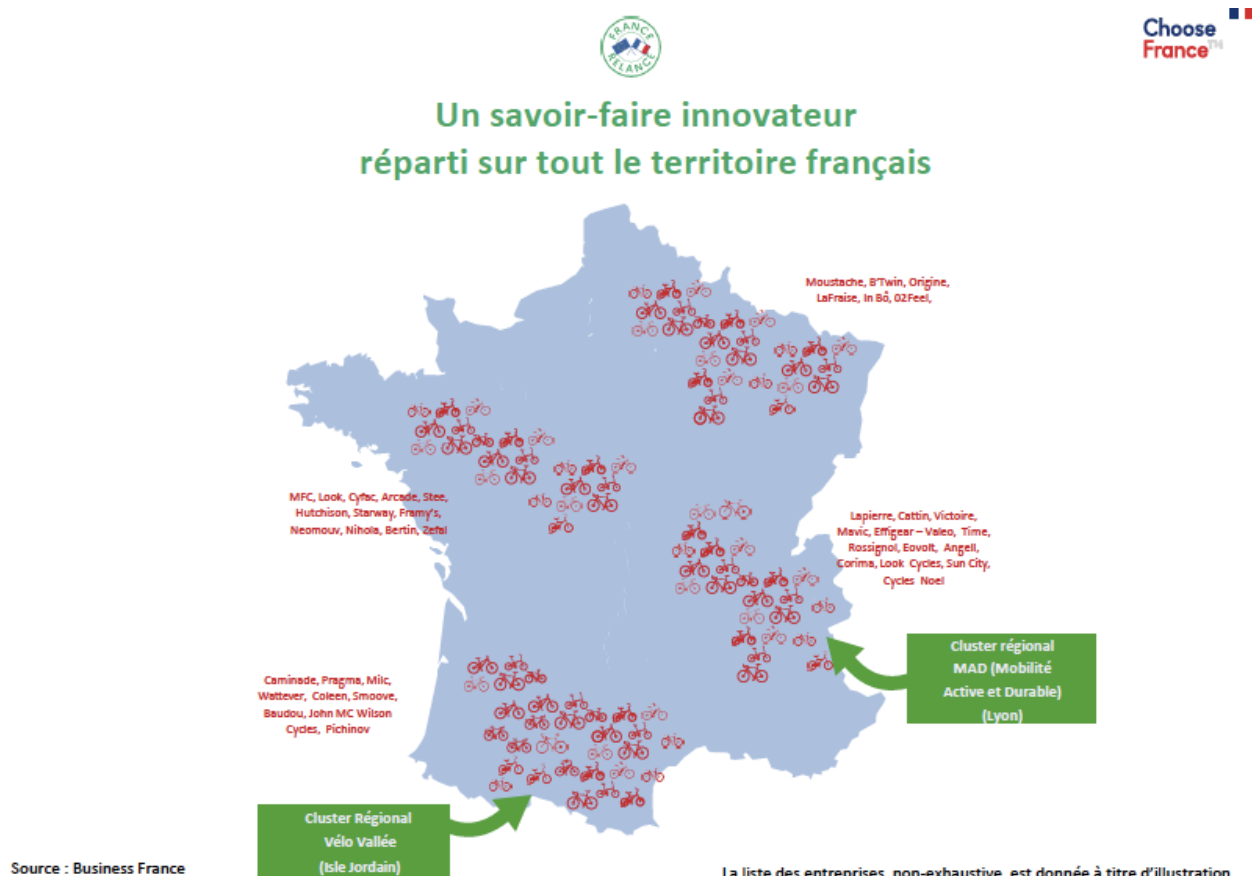 FRANCE
RELANCE
Choose
France™
Un savoir-faire innovateur
réparti sur tout le territoire français
Moustache, B'Twin, Origine,
LaFraise, In Bô, 02Feel,
MFC, Look, Cyfac, Arcade, Stee,
Hutchison, Starway, Framy's,
Neomouv, Nihola, Bertin, Zefal
Lapierre, Cattin, Victoire,
Mavic, Effigear – Valeo, Time,
Rossignol, Eovolt, Angell,
Corima, Look Cycles, Sun City,
Cycles Noel
Cluster régional
MAD (Mobilité
Active et Durable)
(Lyon)
Caminade, Pragma, Milc,
Wattever, Coleen, Smoove,
Baudou, John MC Wilson
Cycles, Pichinov
Cluster Régional
Vélo Vallée
(Isle Jordain)
Source : Business France
La liste des entreprises, non-exhaustive, est donnée à titre d'illustration